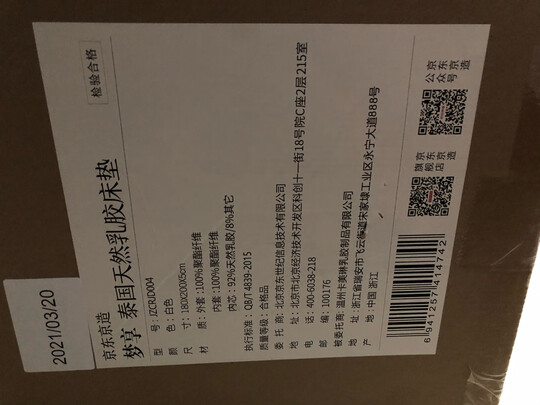 2021/03/20
京东京造
梦享 泰国天然乳胶床垫
检验合格
型 号：JZCRJD004
颜 色：白色
尺 寸：180X200X5cm
材 质：外套：100%聚酯纤维
内套：100%聚酯纤维
内芯：92%天然乳胶/8%其它
执行标准：QB/T 4839-2015
质量等级：合格品
委 托 商：北京京东世纪信息技术有限公司
地 址：北京市北京经济技术开发区科创十一街18号院C座2层215室
电 话：400-6038-218
邮 编：100176
被委托商：温州卡美琳乳胶制品有限公司
地 址：浙江省瑞安市飞云街道宋家埭工业区永宁大道888号
产 地：中国 浙江
6941257414742
京东京造
旗舰店
京东京造
公众号